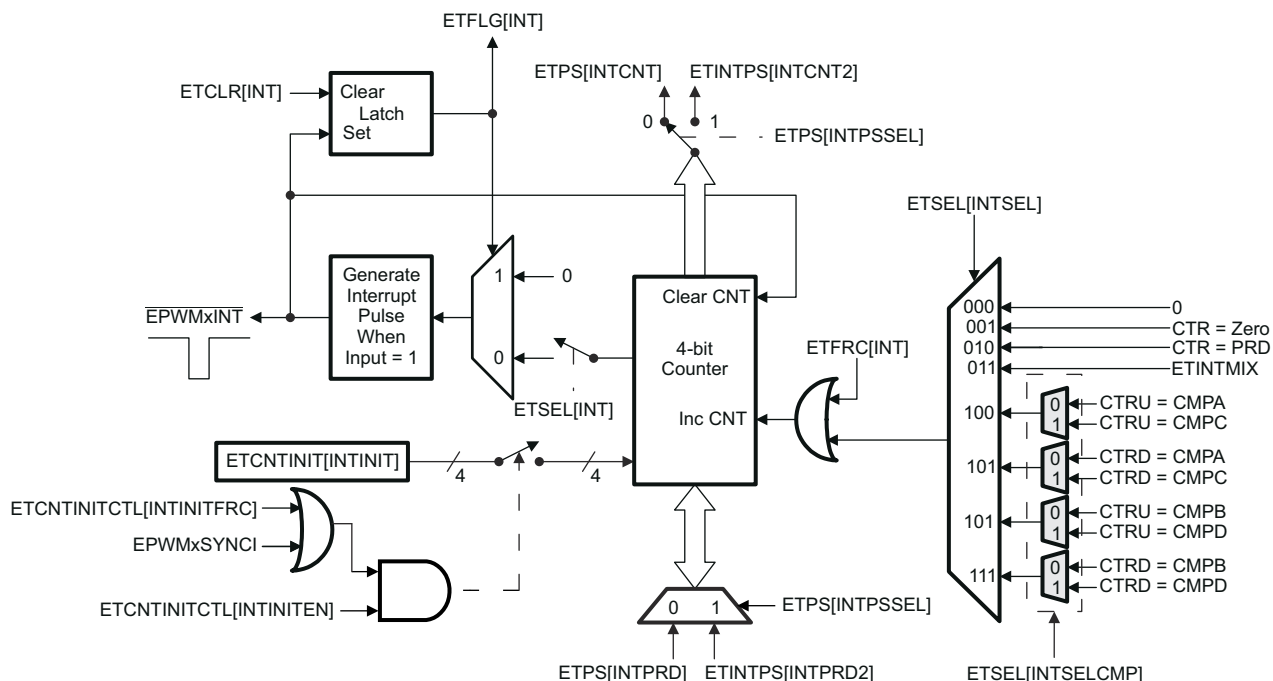 ETFLG[INT]
ETCLR[INT]
Clear
Latch
Set
ETPS[INTCNT]
ETINTPS[INTCNT2]
0
1
ETPS[INTPSSEL]
ETSEL[INTSEL]
Generate
Interrupt
Pulse
When
Input = 1
1
0
0
EPWMxINT
ETSEL[INT]
Clear CNT
4-bit
Counter
Inc CNT
ETFRC[INT]
000
001
010
011
100
101
101
111
0
CTR = Zero
CTR = PRD
ETINTMIX
0
1
CTRU = CMPA
CTRU = CMPC
0
1
CTRD = CMPA
CTRD = CMPC
0
1
CTRU = CMPB
CTRU = CMPD
0
1
CTRD = CMPB
CTRD = CMPD
ETSEL[INTSELCMP]
ETCNTINIT[INTINIT]
4
4
ETCNTINITCTL[INTINITFRC]
EPWMxSYNCI
ETCNTINITCTL[INTINITEN]
0
1
ETPS[INTPSSEL]
ETPS[INTPRD]
ETINTPS[INTPRD2]